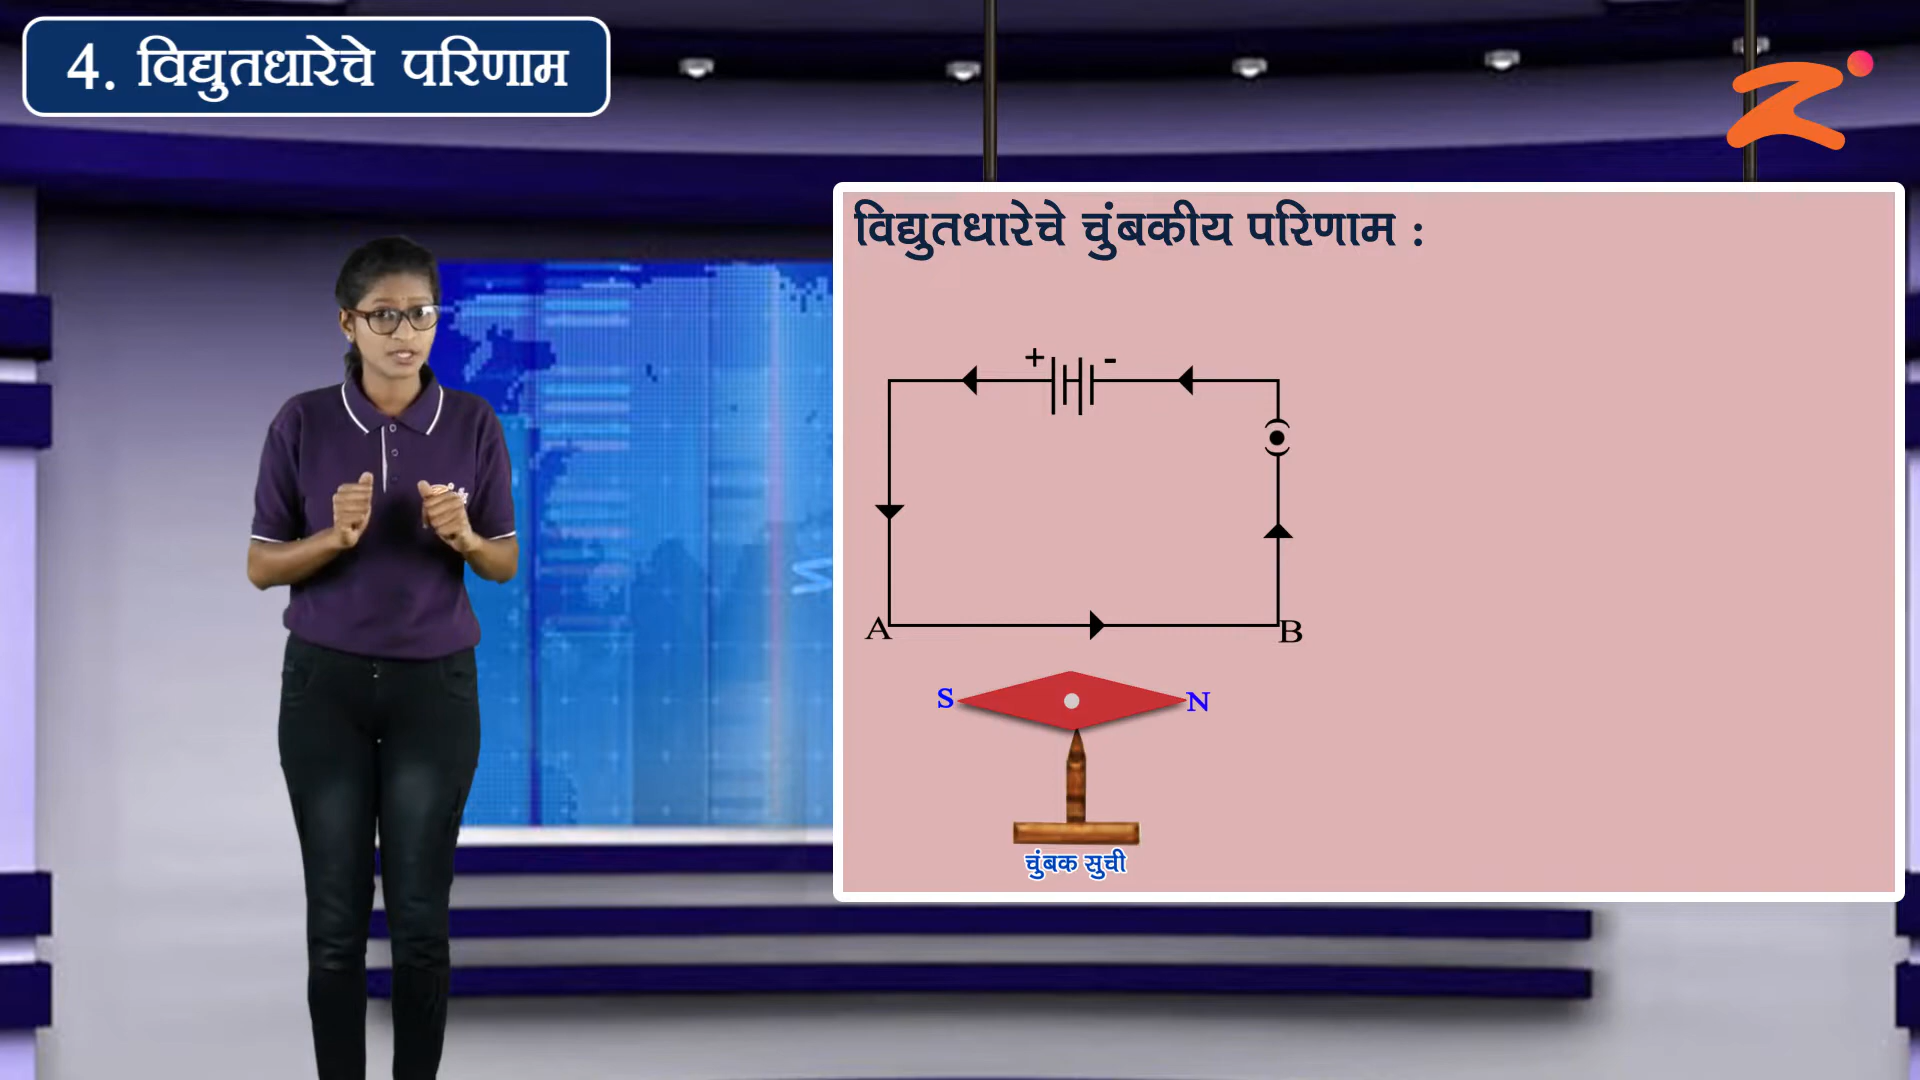 4. विद्युतधारेचे परिणाम
विद्युतधारेचे चुंबकीय परिणाम :
+ -
A B
S N
चुंबक सुची